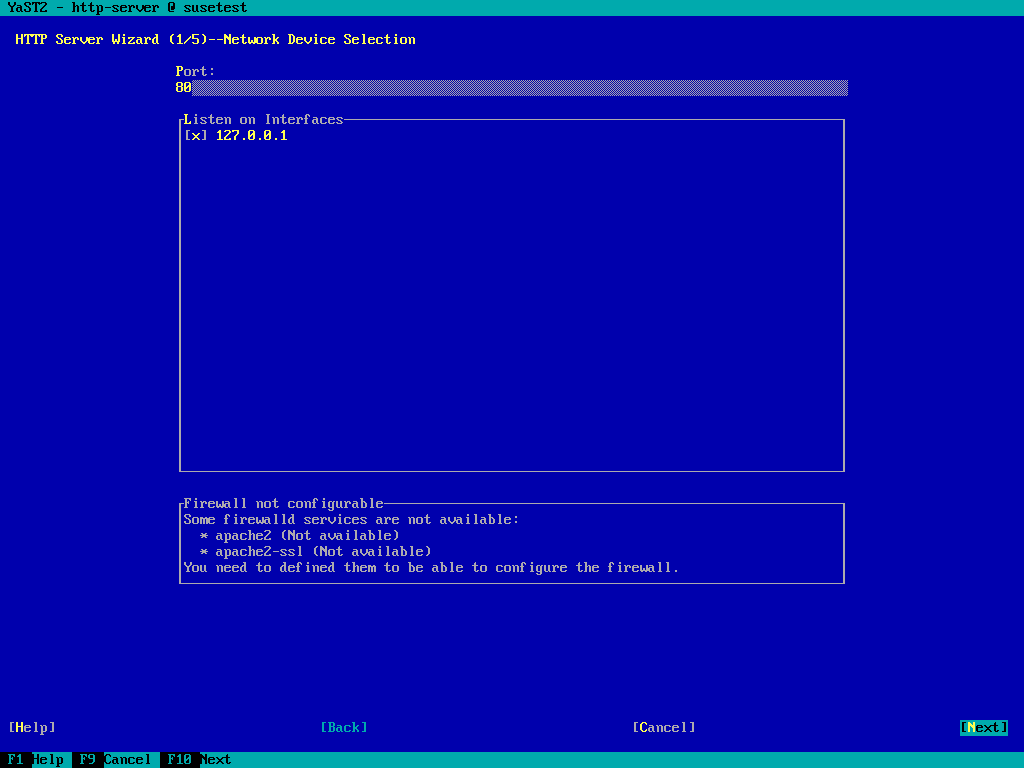 YaST2 - http-server @ susetest
HTTP Server Wizard (1/5)--Network Device Selection
Port:
80
Listen on Interfaces
[x] 127.0.0.1
Firewall not configurable
Some firewalld services are not available:
* apache2 (Not available)
* apache2-ssl (Not available)
You need to defined them to be able to configure the firewall.
[Help] [Back] [Cancel] [Next]
F1 Help F9 Cancel F10 Next